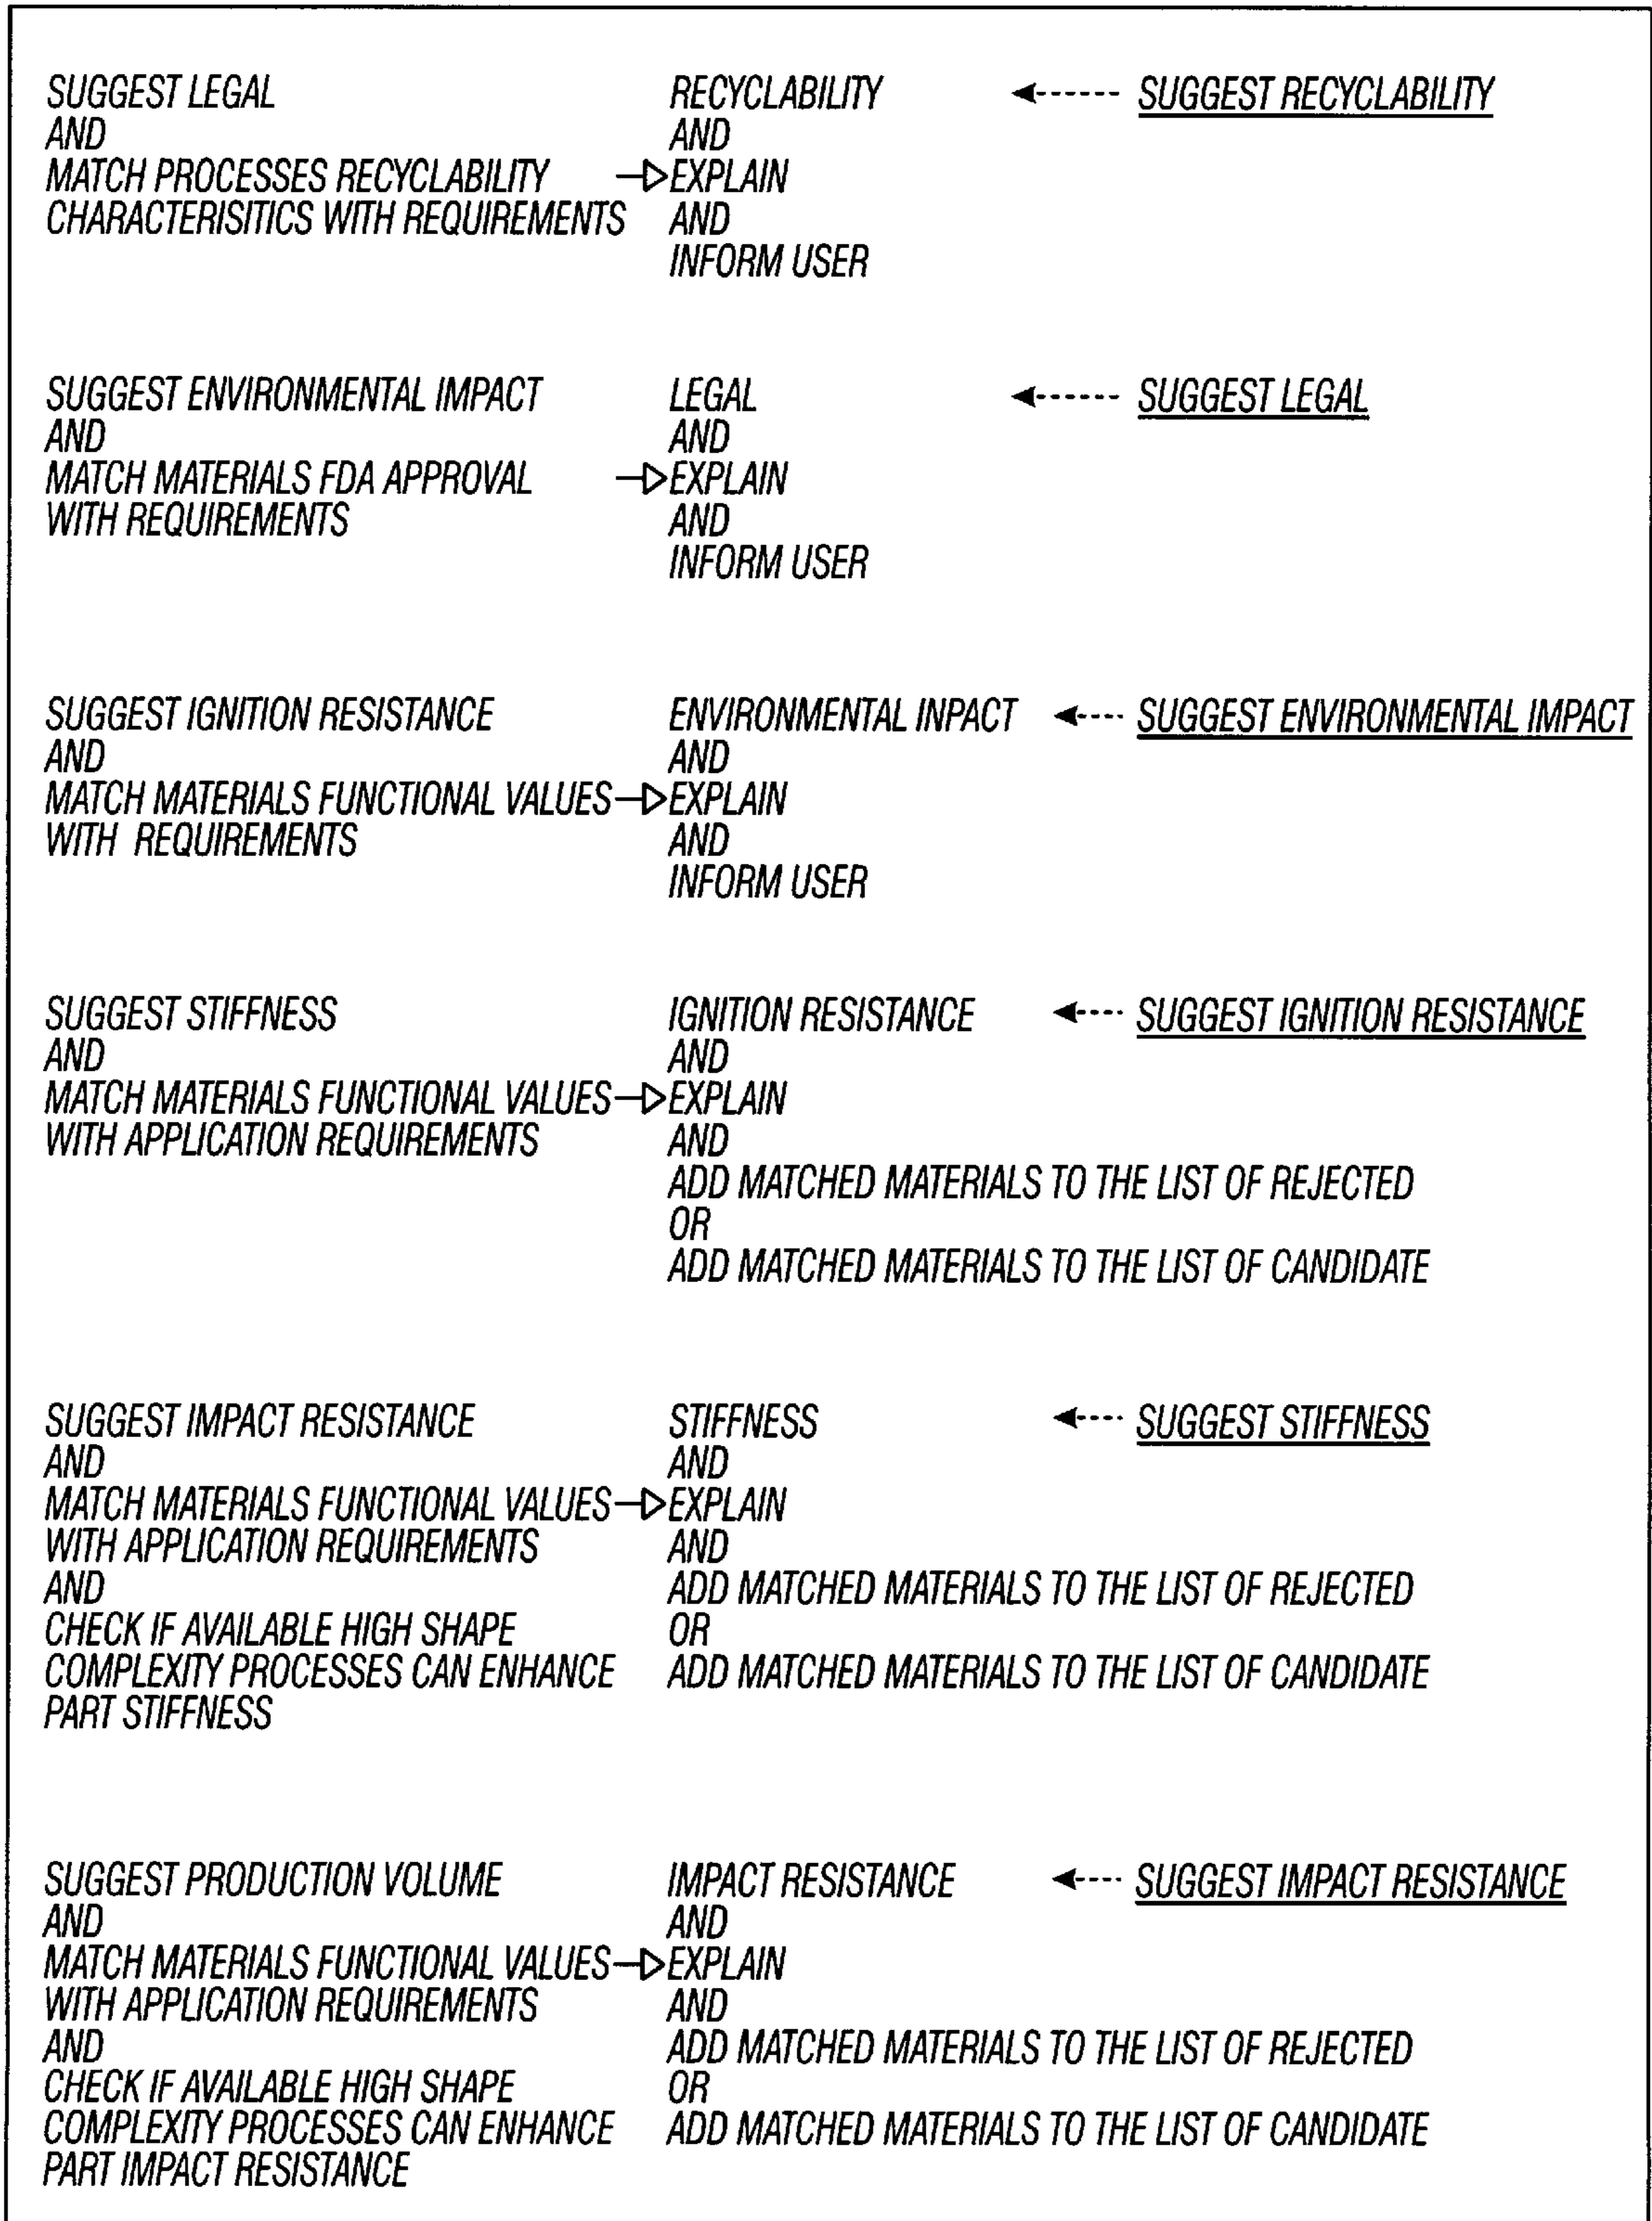 SUGGEST LEGAL
AND
MATCH PROCESSES RECYCLABILITY
CHARACTERISITICS WITH REQUIREMENTS
RECYCLABILITY
AND
EXPLAIN
AND
INFORM USER
SUGGEST RECYCLABILITY
SUGGEST ENVIRONMENTAL IMPACT
AND
MATCH MATERIALS FDA APPROVAL
WITH REQUIREMENTS
LEGAL
AND
EXPLAIN
AND
INFORM USER
SUGGEST LEGAL
SUGGEST IGNITION RESISTANCE
AND
MATCH MATERIALS FUNCTIONAL VALUES
WITH REQUIREMENTS
ENVIRONMENTAL INPACT
AND
EXPLAIN
AND
INFORM USER
SUGGEST ENVIRONMENTAL IMPACT
SUGGEST STIFFNESS
AND
MATCH MATERIALS FUNCTIONAL VALUES
WITH APPLICATION REQUIREMENTS
IGNITION RESISTANCE
AND
EXPLAIN
AND
ADD MATCHED MATERIALS TO THE LIST OF REJECTED
OR
ADD MATCHED MATERIALS TO THE LIST OF CANDIDATE
SUGGEST IGNITION RESISTANCE
SUGGEST IMPACT RESISTANCE
AND
MATCH MATERIALS FUNCTIONAL VALUES
WITH APPLICATION REQUIREMENTS
AND
CHECK IF AVAILABLE HIGH SHAPE
COMPLEXITY PROCESSES CAN ENHANCE
PART STIFFNESS
STIFFNESS
AND
EXPLAIN
AND
ADD MATCHED MATERIALS TO THE LIST OF REJECTED
OR
ADD MATCHED MATERIALS TO THE LIST OF CANDIDATE
SUGGEST STIFFNESS
SUGGEST PRODUCTION VOLUME
AND
MATCH MATERIALS FUNCTIONAL VALUES
WITH APPLICATION REQUIREMENTS
AND
CHECK IF AVAILABLE HIGH SHAPE
COMPLEXITY PROCESSES CAN ENHANCE
PART IMPACT RESISTANCE
IMPACT RESISTANCE
AND
EXPLAIN
AND
ADD MATCHED MATERIALS TO THE LIST OF REJECTED
OR
ADD MATCHED MATERIALS TO THE LIST OF CANDIDATE
SUGGEST IMPACT RESISTANCE